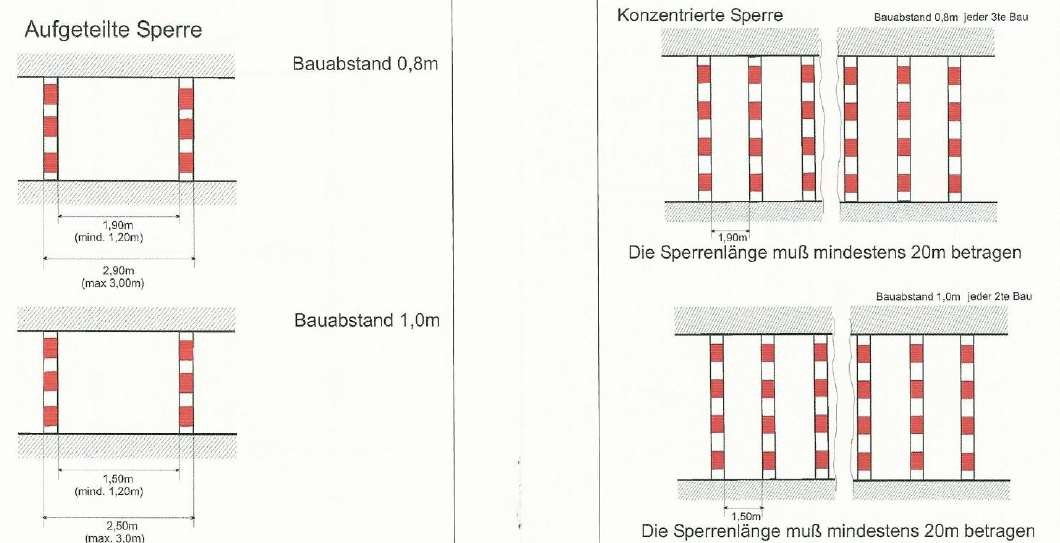 Aufgeteilte Sperre
Bauabstand 0,8m
1,90m
(mind. 1,20m)
2,90m
(max 3,00m)
Bauabstand 1,0m
1,50m
(mind. 1,20m)
2,50m
(max. 3,0m)
Konzentrierte Sperre
Bauabstand 0,8m jeder 3te Bau
1,90m
Die Sperrenlänge muß mindestens 20m betragen
Bauabstand 1,0m jeder 2te Bau
1,50m
Die Sperrenlänge muß mindestens 20m betragen